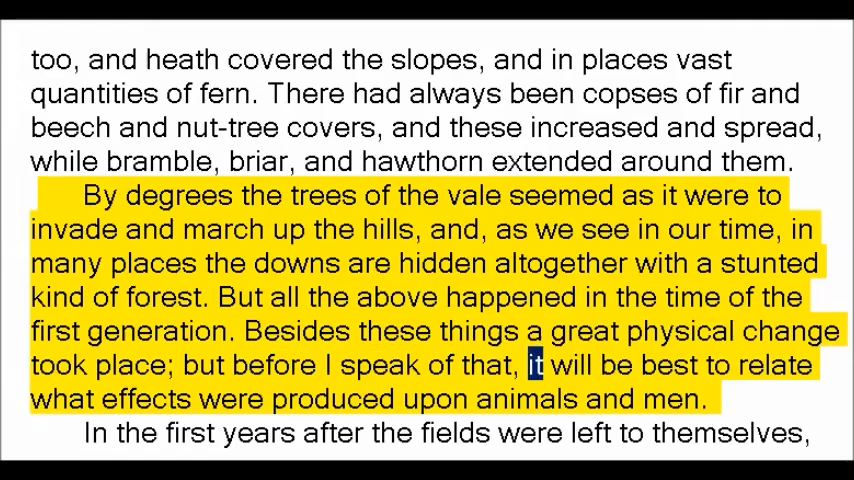 too, and heath covered the slopes, and in places vast
quantities of fern. There had always been copses of fir and
beech and nut-tree covers, and these increased and spread,
while bramble, briar, and hawthorn extended around them.
By degrees the trees of the vale seemed as it were to
invade and march up the hills, and, as we see in our time, in
many places the downs are hidden altogether with a stunted
kind of forest. But all the above happened in the time of the
first generation. Besides these things a great physical change
took place; but before I speak of that, it will be best to relate
what effects were produced upon animals and men.
In the first years after the fields were left to themselves,